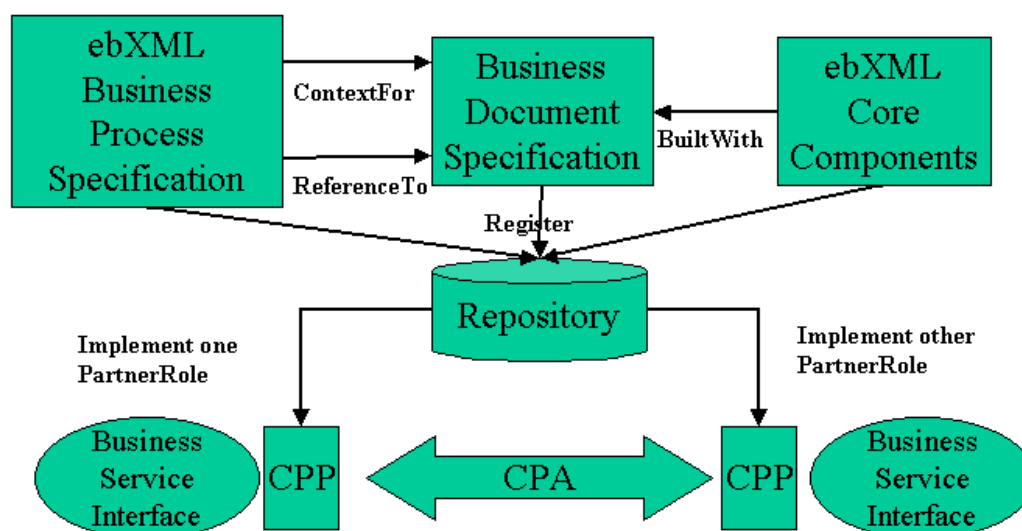 ebXML
Business
Process
Specification
ContextFor
ReferenceTo
Business
Document
Specification
BuiltWith
ebXML
Core
Components
Register
Repository
Implement one
PartnerRole
Implement other
PartnerRole
Business
Service
Interface
CPP
CPA
CPP
Business
Service
Interface